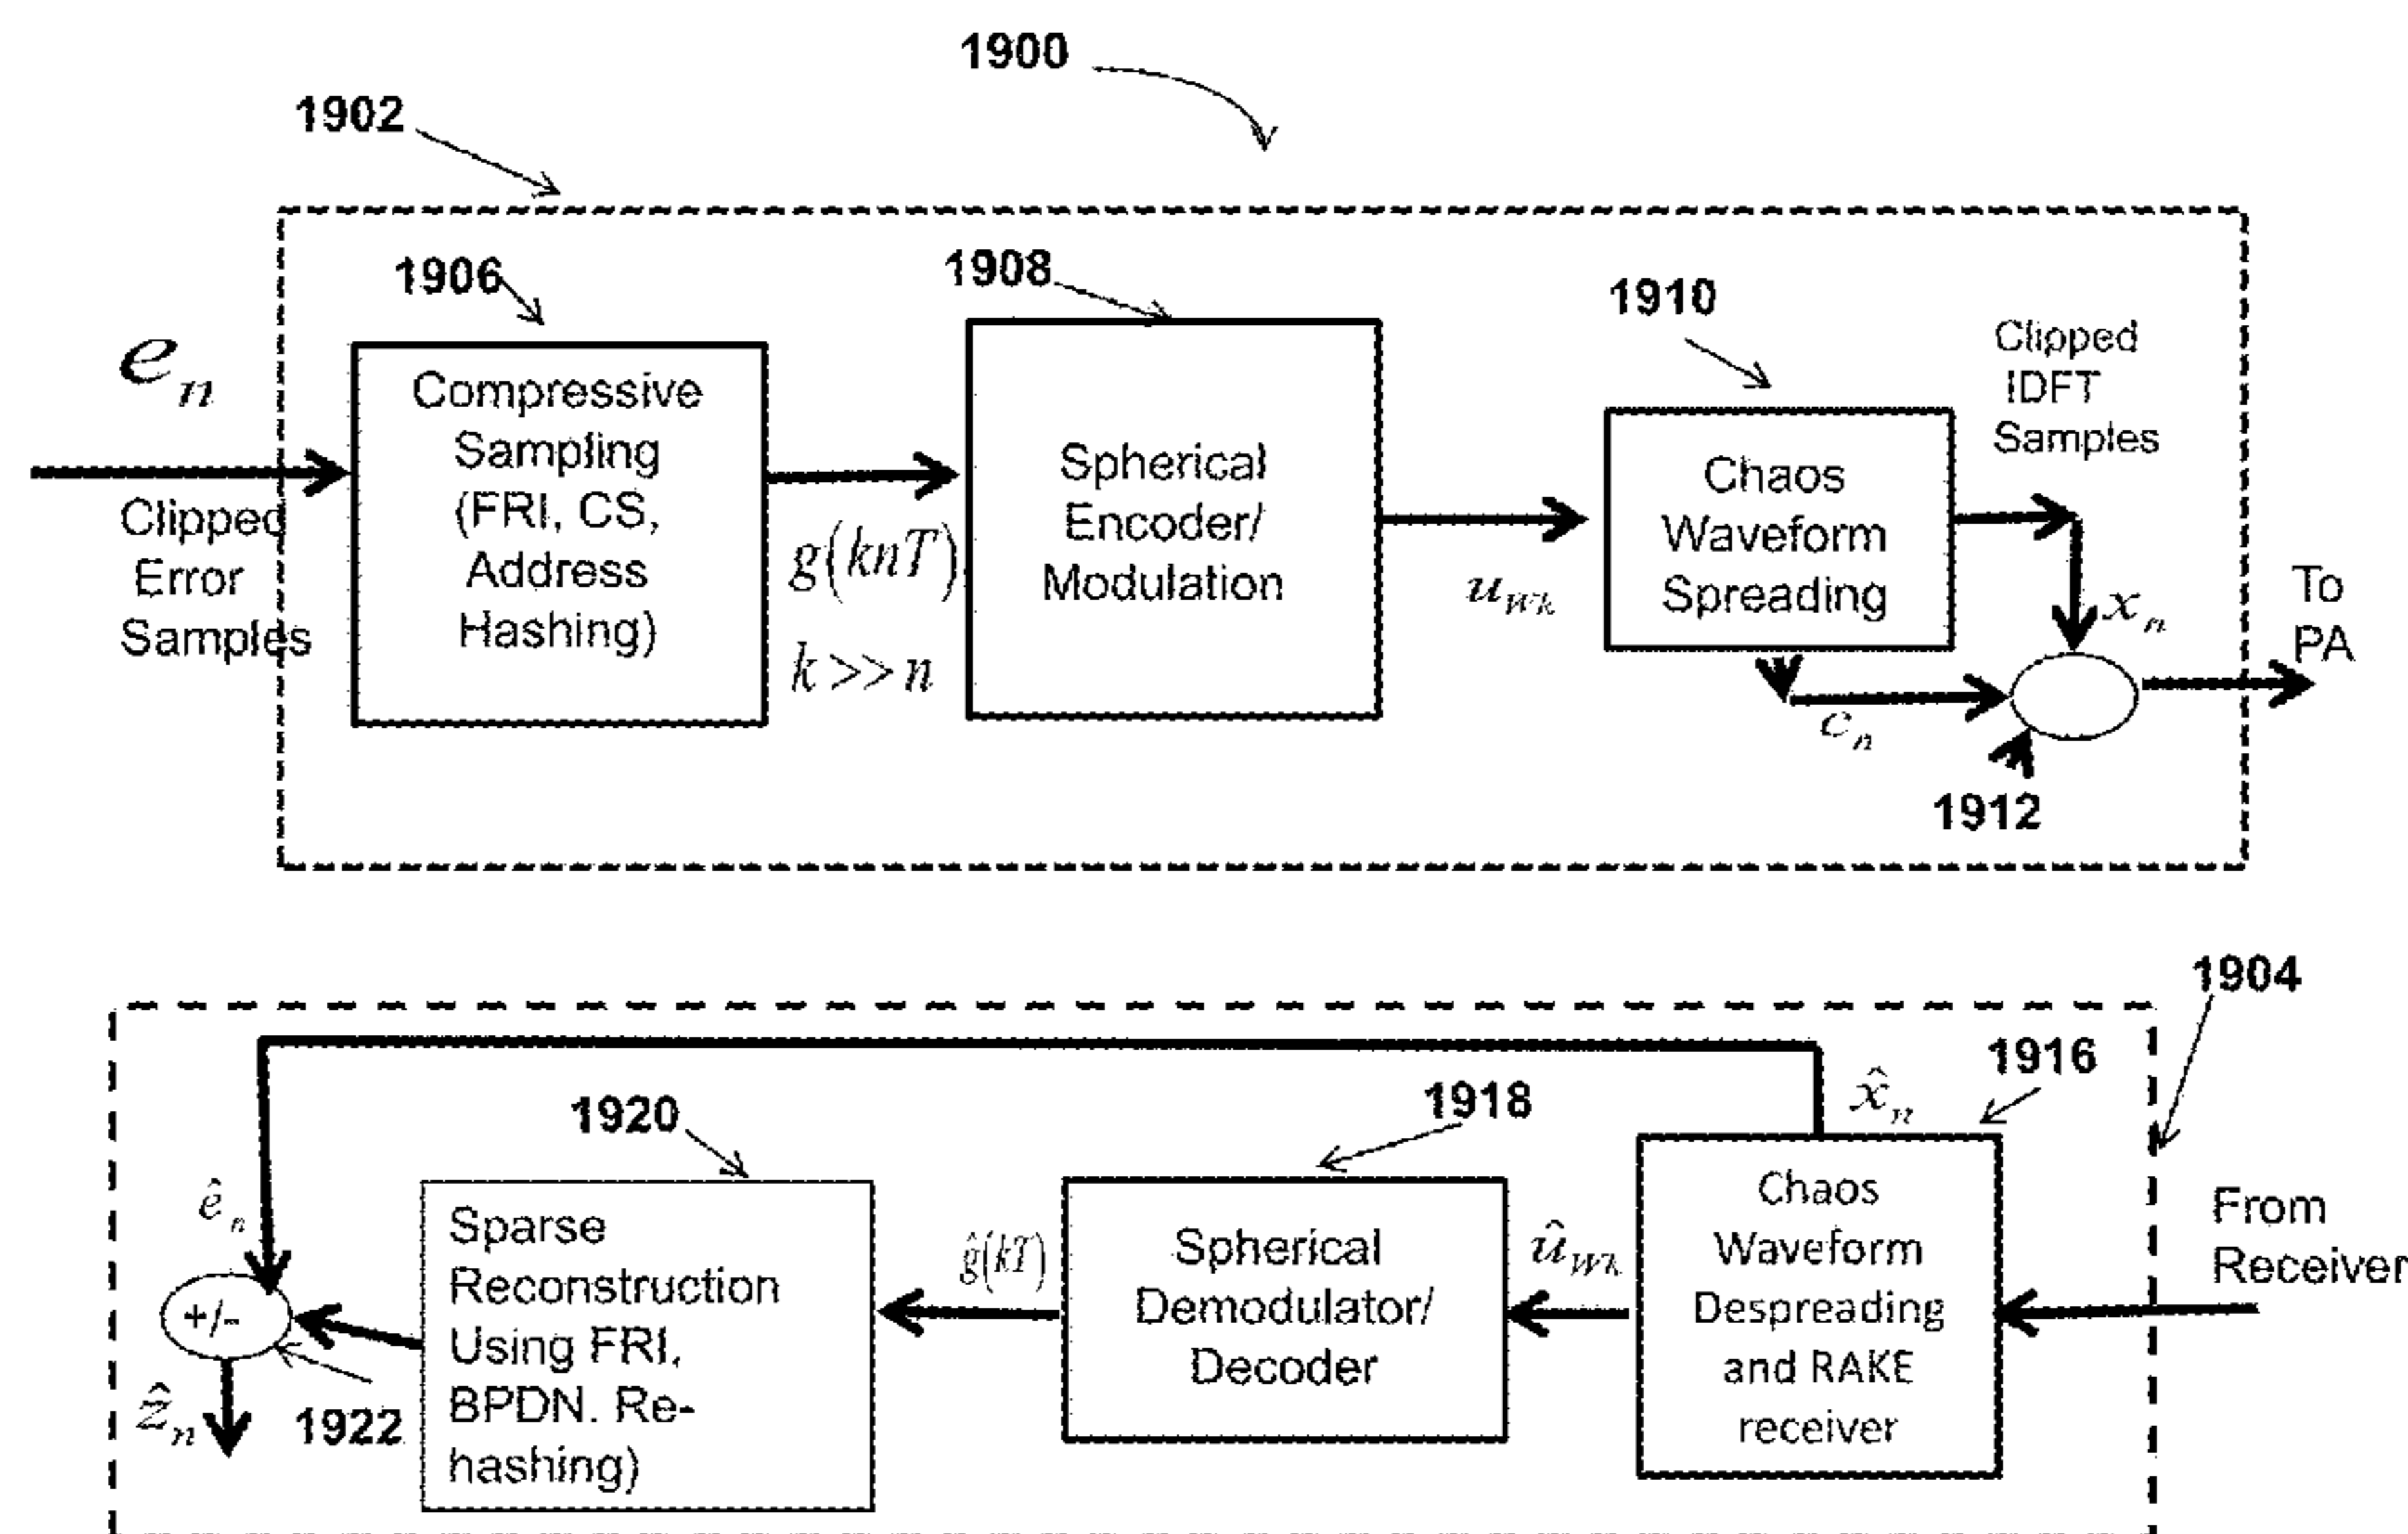 1900
1902
1906
1908
1910
e_n
Clipped
Error
Samples
Compressive
Sampling
(FRI, CS,
Address
Hashing)
g(knT)
k >> n
Spherical
Encoder/
Modulation
u_wk
Chaos
Waveform
Spreading
Clipped
IDFT
Samples
x_n
c_n
1912
To
PA
1904
1916
1918
1920
x̂_n
ê_n
From
Receiver
Chaos
Waveform
Despreading
and RAKE
receiver
û_wk
Spherical
Demodulator/
Decoder
ĝ(kT)
Sparse
Reconstruction
Using FRI,
BPDN. Re-
hashing)
+/-
1922
ẑ_n